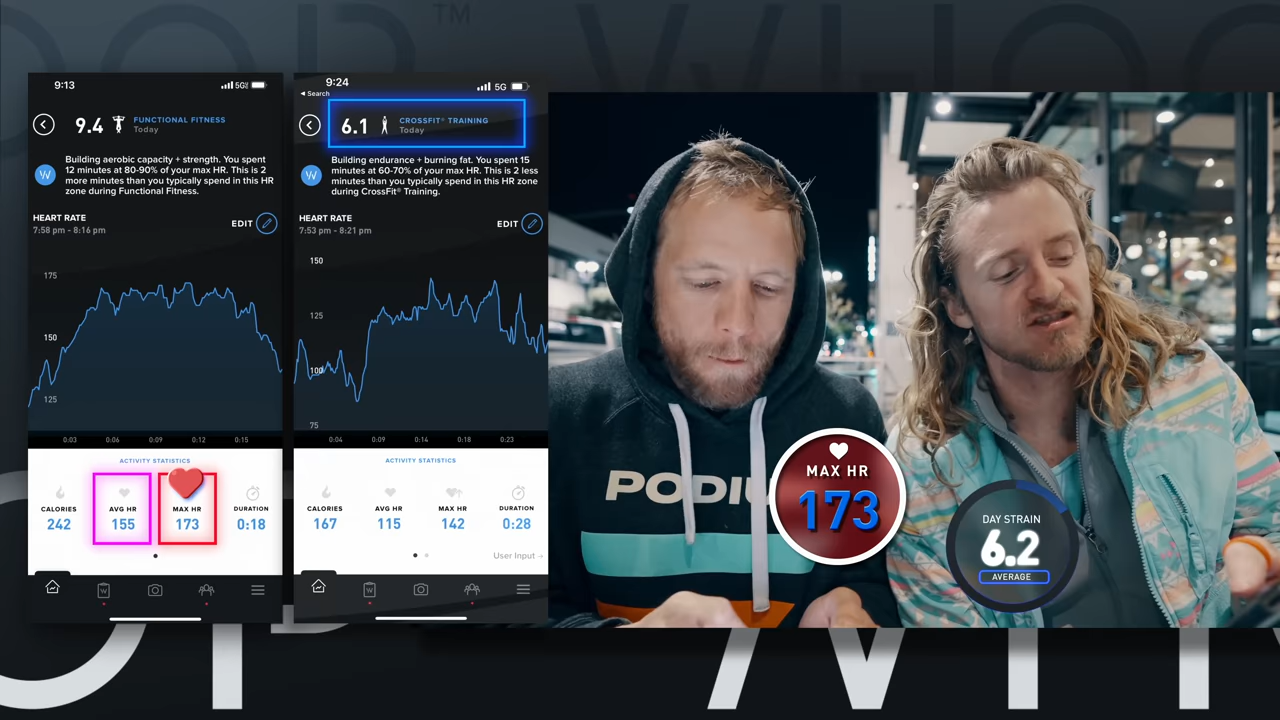 9:13
5G
9.4
FUNCTIONAL FITNESS
Today
Building aerobic capacity + strength. You spent
12 minutes at 80-90% of your max HR. This is 2
more minutes than you typically spend in this HR
zone during Functional Fitness.
HEART RATE
7:58 pm - 8:16 pm
EDIT
175
150
125
0:03 0:06 0:09 0:12 0:15
ACTIVITY STATISTICS
CALORIES AVG HR MAX HR DURATION
242 155 173 0:18
9:24
Search
5G
6.1
CROSSFIT® TRAINING
Today
Building endurance + burning fat. You spent 15
minutes at 60-70% of your max HR. This is 2 less
minutes than you typically spend in this HR zone
during CrossFit® Training.
HEART RATE
7:53 pm - 8:21 pm
EDIT
150
125
100
75
0:04 0:09 0:14 0:18 0:23
ACTIVITY STATISTICS
CALORIES AVG HR MAX HR DURATION
167 115 142 0:28
User Input
MAX HR
173
DAY STRAIN
6.2
AVERAGE